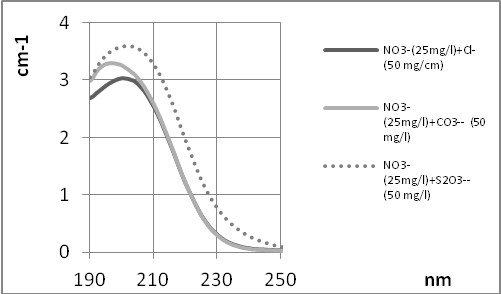 cm-1
4
3
2
1
0
190
210
230
250
nm
NO3-(25mg/l)+Cl-
(50 mg/cm)
NO3-
(25mg/l)+CO3-- (50
mg/l)
NO3-
(25mg/l)+S2O3--
(50 mg/l)